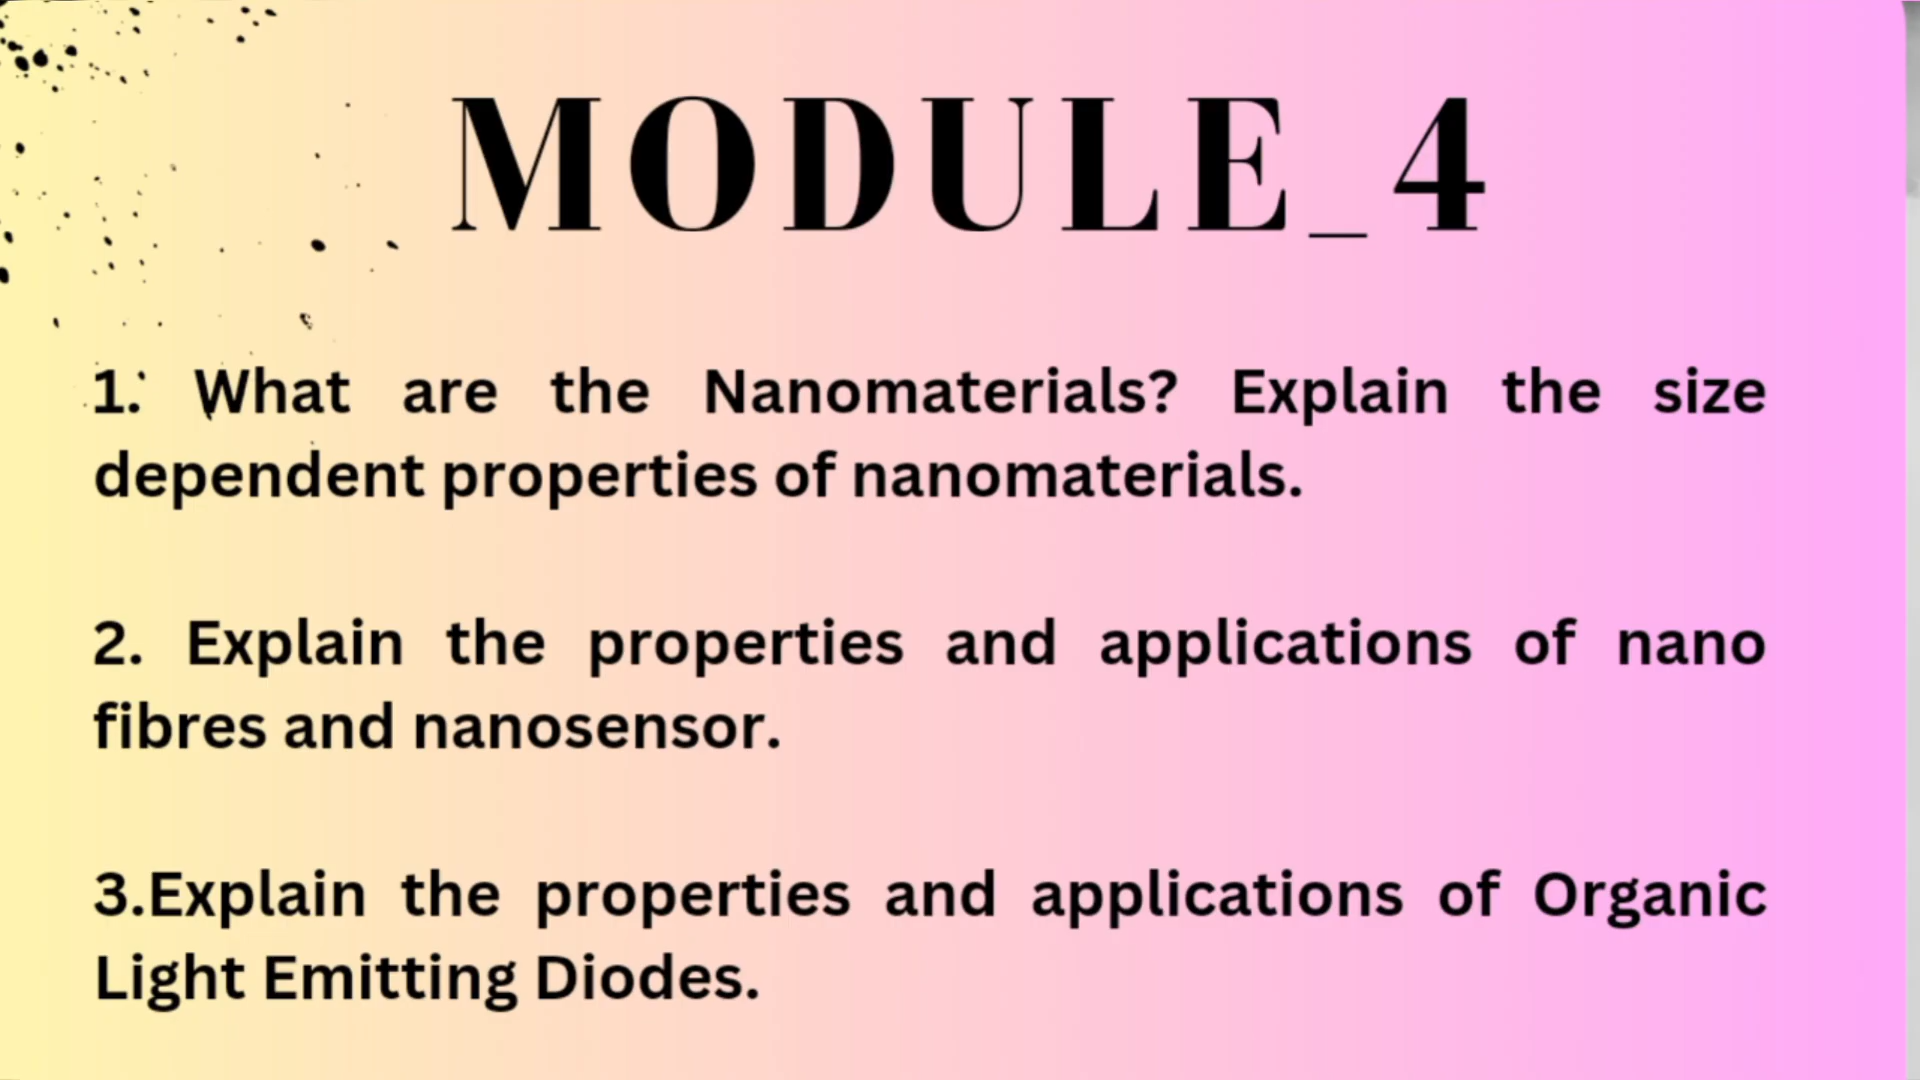 MODULE_4
1. What are the Nanomaterials? Explain the size
dependent properties of nanomaterials.
2. Explain the properties and applications of nano
fibres and nanosensor.
3.Explain the properties and applications of Organic
Light Emitting Diodes.